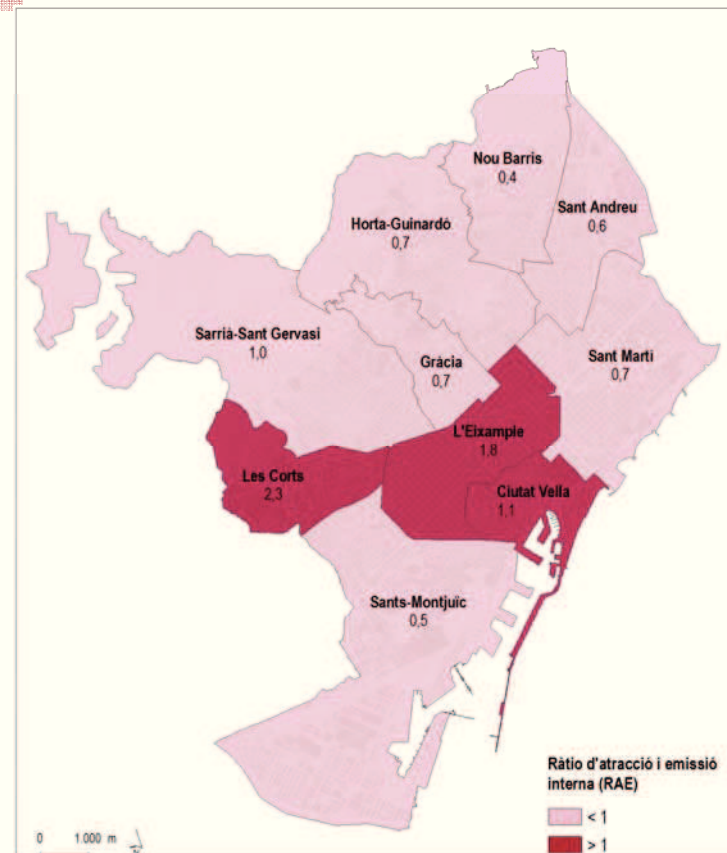 Nou Barris
0,4
Sant Andreu
0,6
Horta-Guinardó
0,7
Sarrià-Sant Gervasi
1,0
Gràcia
0,7
Sant Martí
0,7
L'Eixample
1,8
Les Corts
2,3
Ciutat Vella
1,1
Sants-Montjuïc
0,5
Ràtio d'atracció i emissió
interna (RAE)
< 1
> 1
0 1.000 m